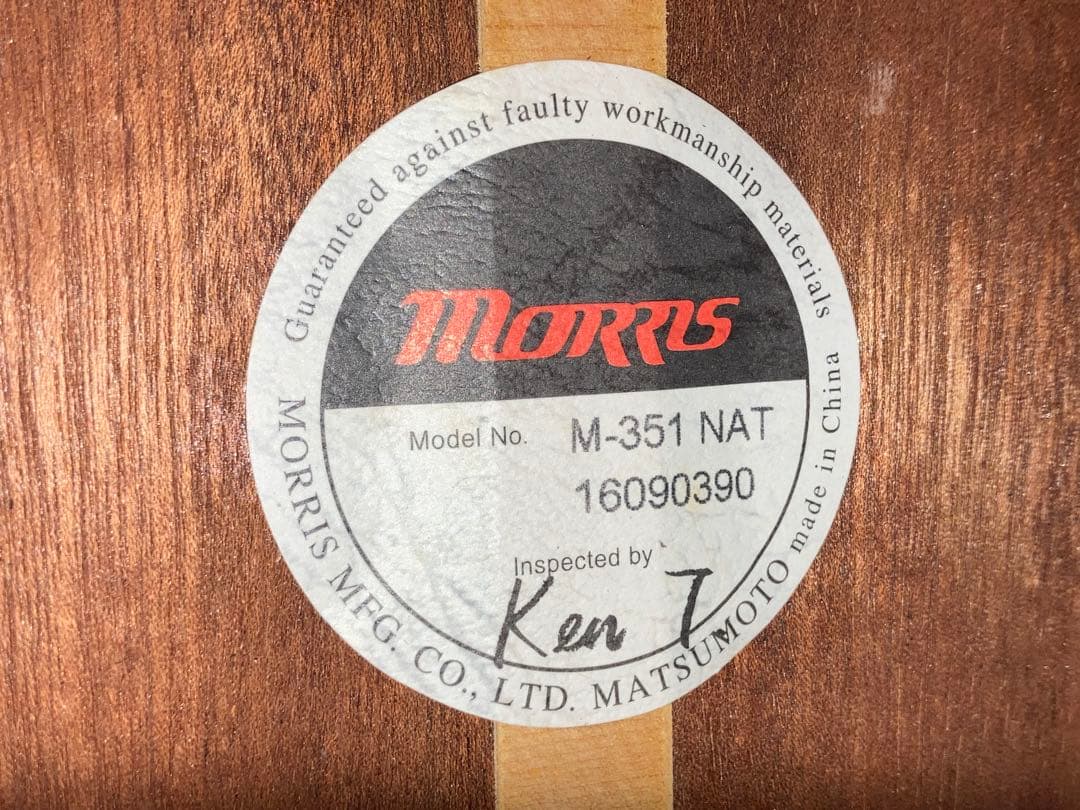 Guaranteed against faulty workmanship materials
MORRIS
Model No. M-351 NAT
16090390
Inspected by
Ken T.
MORRIS MFG. CO., LTD. MATSUMOTO made in China